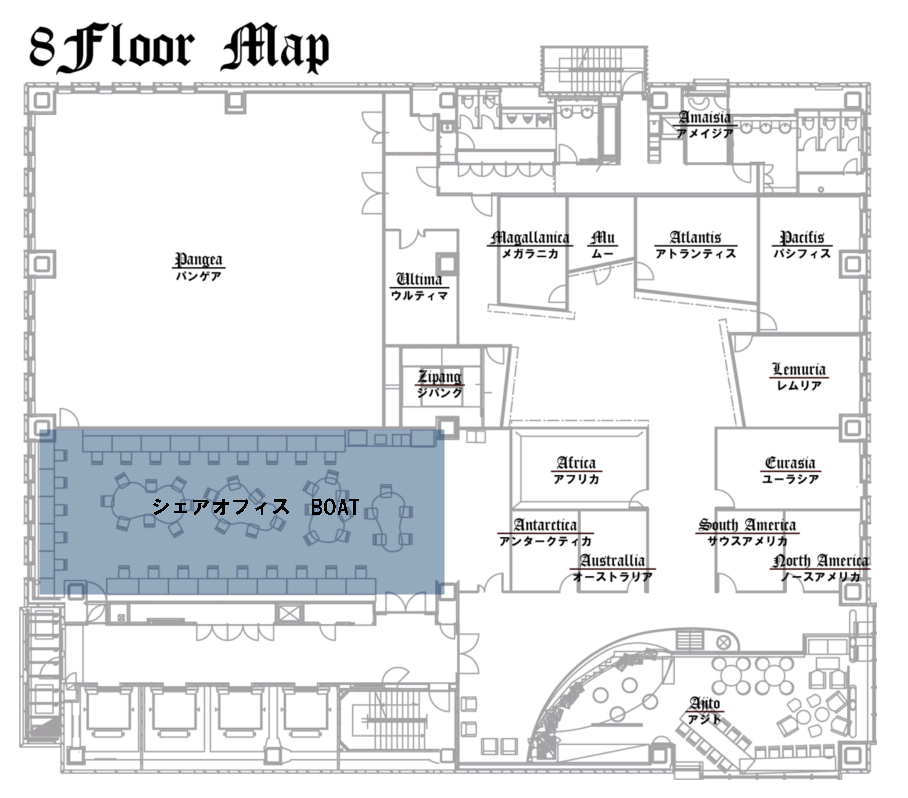 8 Floor Map
Amaisia
アメイジア
Magallanica
メガラニカ
Mu
ムー
Atlantis
アトランティス
Pacifis
パシフィス
Pangea
パンゲア
Ultima
ウルティマ
Zipang
ジパング
Lemuria
レムリア
Africa
アフリカ
Eurasia
ユーラシア
シェアオフィス BOAT
Antarctica
アンタークティカ
South America
サウスアメリカ
Australlia
オーストラリア
North America
ノースアメリカ
Ajito
アジト